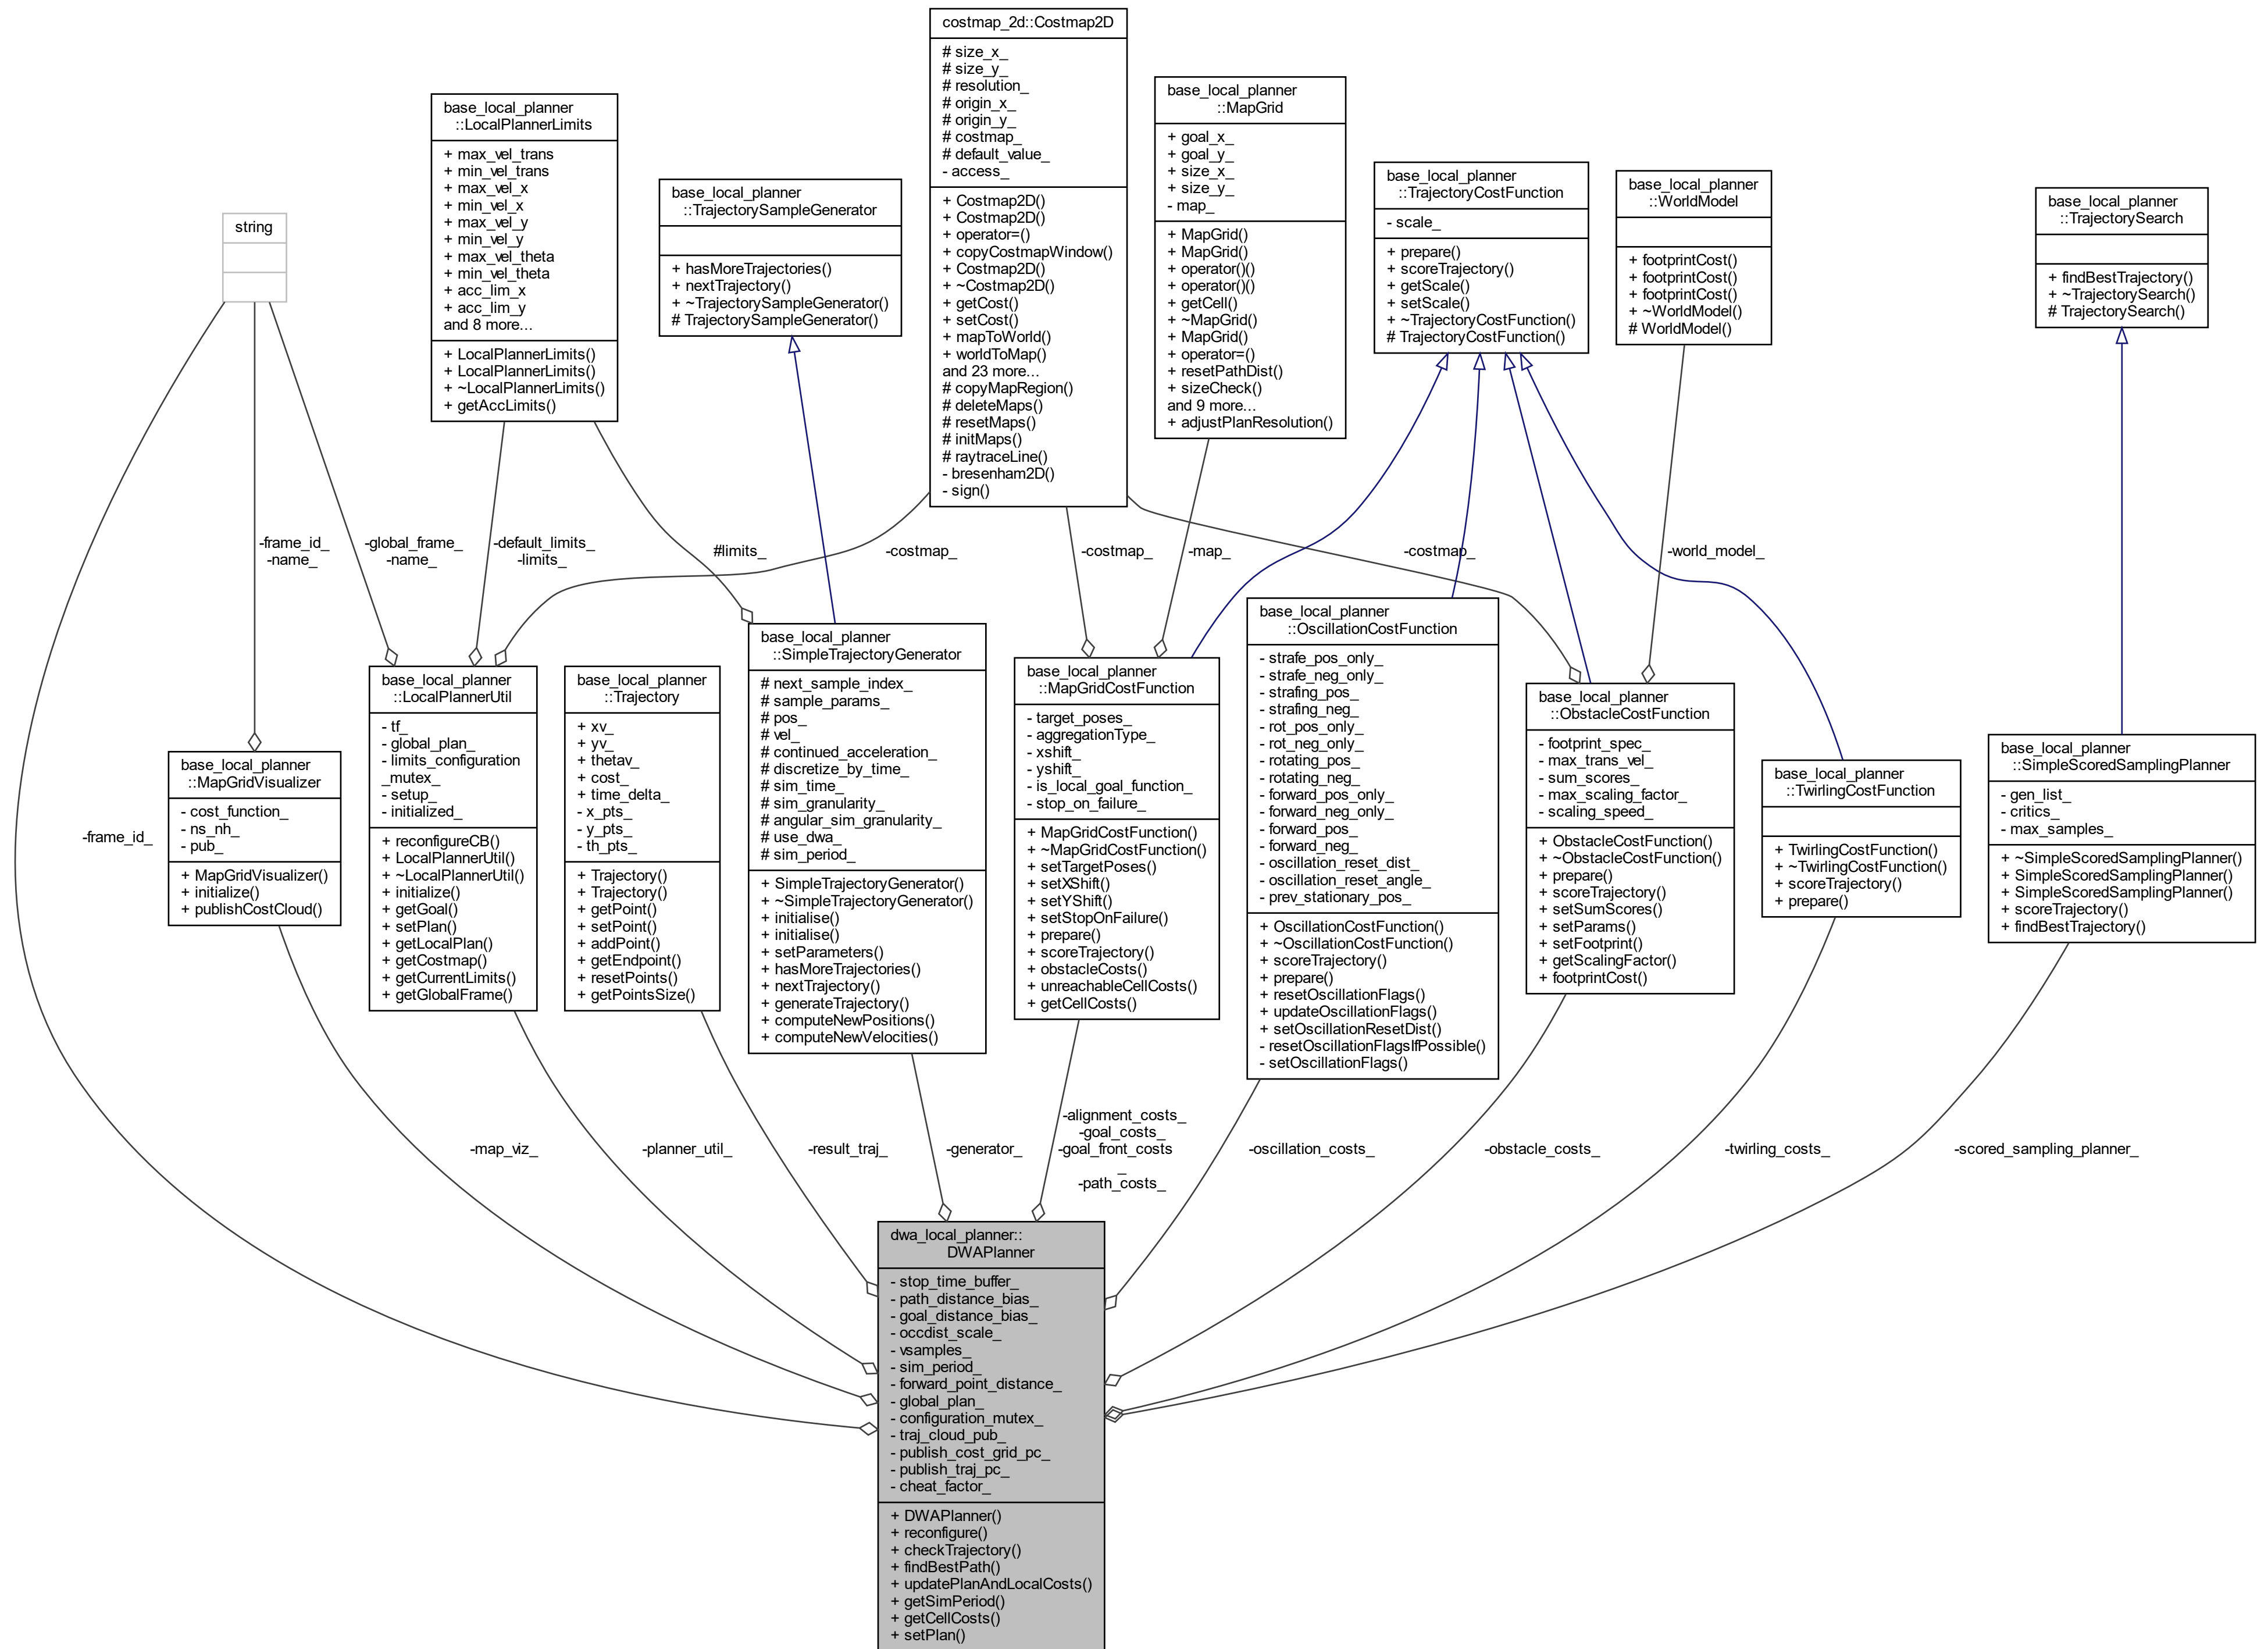 costmap_2d::Costmap2D
# size_x_
# size_y_
# resolution_
# origin_x_
# origin_y_
# costmap_
# default_value_
- access_
+ Costmap2D()
+ Costmap2D()
+ operator=()
+ copyCostmapWindow()
+ Costmap2D()
+ ~Costmap2D()
+ getCost()
+ setCost()
+ mapToWorld()
+ worldToMap()
and 23 more...
# copyMapRegion()
# deleteMaps()
# resetMaps()
# initMaps()
# raytraceLine()
- bresenham2D()
- sign()
base_local_planner
::MapGrid
+ goal_x_
+ goal_y_
+ size_x_
+ size_y_
- map_
+ MapGrid()
+ MapGrid()
+ operator()()
+ operator()()
+ getCell()
+ ~MapGrid()
+ MapGrid()
+ operator=()
+ resetPathDist()
+ sizeCheck()
and 9 more...
+ adjustPlanResolution()
base_local_planner
::LocalPlannerLimits
+ max_vel_trans
+ min_vel_trans
+ max_vel_x
+ min_vel_x
+ max_vel_y
+ min_vel_y
+ max_vel_theta
+ min_vel_theta
+ acc_lim_x
+ acc_lim_y
and 8 more...
+ LocalPlannerLimits()
+ LocalPlannerLimits()
+ ~LocalPlannerLimits()
+ getAccLimits()
base_local_planner
::TrajectorySampleGenerator
+ hasMoreTrajectories()
+ nextTrajectory()
+ ~TrajectorySampleGenerator()
# TrajectorySampleGenerator()
base_local_planner
::TrajectoryCostFunction
- scale_
+ prepare()
+ scoreTrajectory()
+ getScale()
+ setScale()
+ ~TrajectoryCostFunction()
# TrajectoryCostFunction()
base_local_planner
::WorldModel
+ footprintCost()
+ footprintCost()
+ footprintCost()
+ ~WorldModel()
# WorldModel()
base_local_planner
::TrajectorySearch
+ findBestTrajectory()
+ ~TrajectorySearch()
# TrajectorySearch()
string
-frame_id_
-name_
-global_frame_
-name_
-default_limits_
-limits_
#limits_
-costmap_
-costmap_
-map_
-costmap_
-world_model_
-frame_id_
base_local_planner
::MapGridVisualizer
- cost_function_
- ns_nh_
- pub_
+ MapGridVisualizer()
+ initialize()
+ publishCostCloud()
base_local_planner
::LocalPlannerUtil
- tf_
- global_plan_
- limits_configuration
_mutex_
- setup_
- initialized_
+ reconfigureCB()
+ LocalPlannerUtil()
+ ~LocalPlannerUtil()
+ initialize()
+ getGoal()
+ setPlan()
+ getLocalPlan()
+ getCostmap()
+ getCurrentLimits()
+ getGlobalFrame()
base_local_planner
::Trajectory
+ xv_
+ yv_
+ thetav_
+ cost_
+ time_delta_
- x_pts_
- y_pts_
- th_pts_
+ Trajectory()
+ Trajectory()
+ getPoint()
+ setPoint()
+ addPoint()
+ getEndpoint()
+ resetPoints()
+ getPointsSize()
base_local_planner
::SimpleTrajectoryGenerator
# next_sample_index_
# sample_params_
# pos_
# vel_
# continued_acceleration_
# discretize_by_time_
# sim_time_
# sim_granularity_
# angular_sim_granularity_
# use_dwa_
# sim_period_
+ SimpleTrajectoryGenerator()
+ ~SimpleTrajectoryGenerator()
+ initialise()
+ initialise()
+ setParameters()
+ hasMoreTrajectories()
+ nextTrajectory()
+ generateTrajectory()
+ computeNewPositions()
+ computeNewVelocities()
base_local_planner
::MapGridCostFunction
- target_poses_
- aggregationType_
- xshift_
- yshift_
- is_local_goal_function_
- stop_on_failure_
+ MapGridCostFunction()
+ ~MapGridCostFunction()
+ setTargetPoses()
+ setXShift()
+ setYShift()
+ setStopOnFailure()
+ prepare()
+ scoreTrajectory()
+ obstacleCosts()
+ unreachableCellCosts()
+ getCellCosts()
base_local_planner
::OscillationCostFunction
- strafe_pos_only_
- strafe_neg_only_
- strafing_pos_
- strafing_neg_
- rot_pos_only_
- rot_neg_only_
- rotating_pos_
- rotating_neg_
- forward_pos_only_
- forward_neg_only_
- forward_pos_
- forward_neg_
- oscillation_reset_dist_
- oscillation_reset_angle_
- prev_stationary_pos_
+ OscillationCostFunction()
+ ~OscillationCostFunction()
+ scoreTrajectory()
+ prepare()
+ resetOscillationFlags()
+ updateOscillationFlags()
+ setOscillationResetDist()
- resetOscillationFlagsIfPossible()
- setOscillationFlags()
base_local_planner
::ObstacleCostFunction
- footprint_spec_
- max_trans_vel_
- sum_scores_
- max_scaling_factor_
- scaling_speed_
+ ObstacleCostFunction()
+ ~ObstacleCostFunction()
+ prepare()
+ scoreTrajectory()
+ setSumScores()
+ setParams()
+ setFootprint()
+ getScalingFactor()
+ footprintCost()
base_local_planner
::TwirlingCostFunction
+ TwirlingCostFunction()
+ ~TwirlingCostFunction()
+ scoreTrajectory()
+ prepare()
base_local_planner
::SimpleScoredSamplingPlanner
- gen_list_
- critics_
- max_samples_
+ ~SimpleScoredSamplingPlanner()
+ SimpleScoredSamplingPlanner()
+ SimpleScoredSamplingPlanner()
+ scoreTrajectory()
+ findBestTrajectory()
-map_viz_
-planner_util_
-result_traj_
-generator_
-alignment_costs_
-goal_costs_
-goal_front_costs
_
-path_costs_
-oscillation_costs_
-obstacle_costs_
-twirling_costs_
-scored_sampling_planner_
dwa_local_planner::
DWAPlanner
- stop_time_buffer_
- path_distance_bias_
- goal_distance_bias_
- occdist_scale_
- vsamples_
- sim_period_
- forward_point_distance_
- global_plan_
- configuration_mutex_
- traj_cloud_pub_
- publish_cost_grid_pc_
- publish_traj_pc_
- cheat_factor_
+ DWAPlanner()
+ reconfigure()
+ checkTrajectory()
+ findBestPath()
+ updatePlanAndLocalCosts()
+ getSimPeriod()
+ getCellCosts()
+ setPlan()